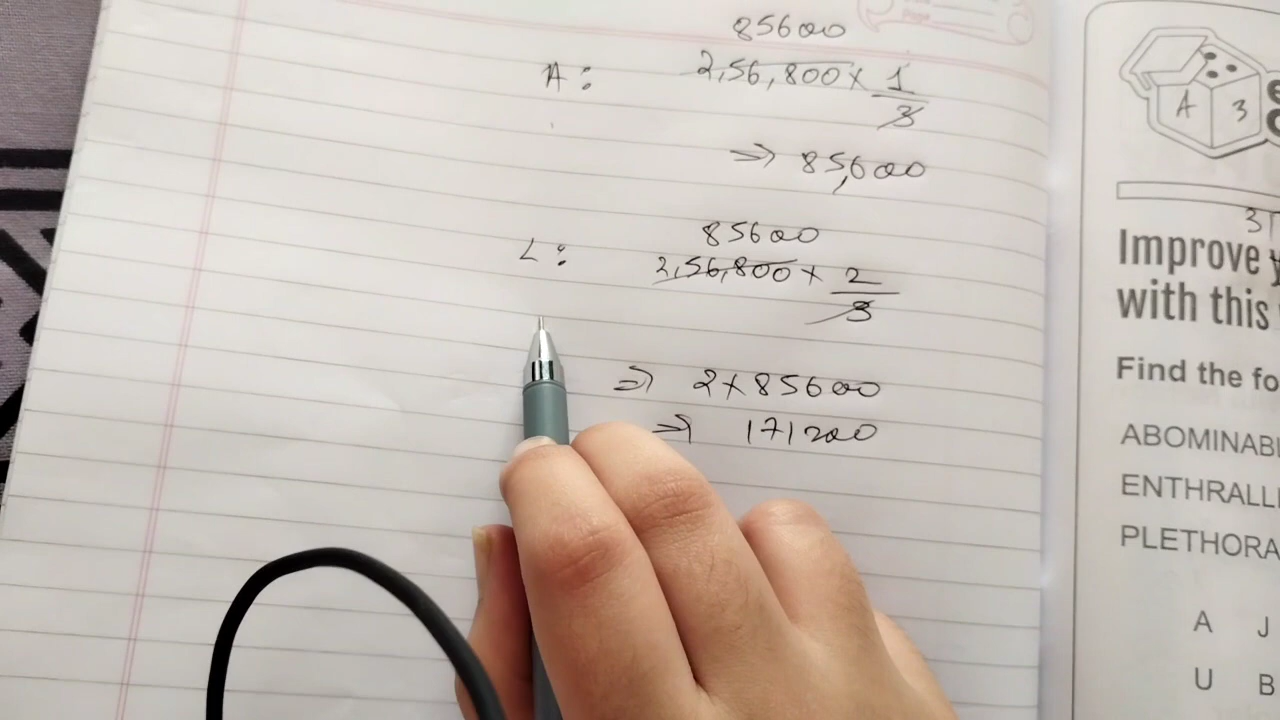 85600
A : 2,56,800 × 1
3
⇒ 85,600
85600
L : 2,56,800 × 2
3
⇒ 2 × 85600
⇒ 171200
A 3
3
Improve
with this
Find the fo
ABOMINAB
ENTHRALL
PLETHORA
A J
U B